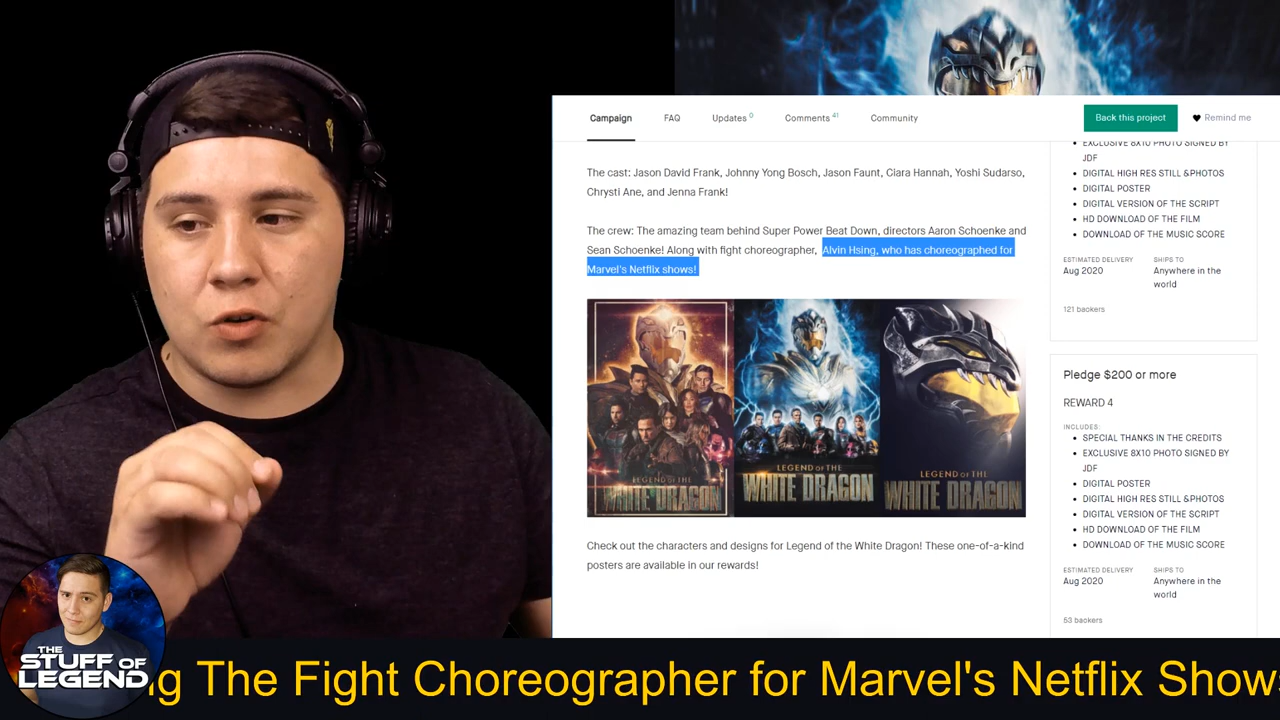 Campaign FAQ Updates 0 Comments 41 Community Back this project Remind me
The cast: Jason David Frank, Johnny Yong Bosch, Jason Faunt, Ciara Hannah, Yoshi Sudarso,
Chrysti Ane, and Jenna Frank!
The crew: The amazing team behind Super Power Beat Down, directors Aaron Schoenke and
Sean Schoenke! Along with fight choreographer, Alvin Hsing, who has choreographed for
Marvel's Netflix shows!
LEGEND OF THE
WHITE DRAGON
LEGEND OF THE
WHITE DRAGON
LEGEND OF THE
WHITE DRAGON
Check out the characters and designs for Legend of the White Dragon! These one-of-a-kind
posters are available in our rewards!
EXCLUSIVE 8X10 PHOTO SIGNED BY
JDF
DIGITAL HIGH RES STILL &PHOTOS
DIGITAL POSTER
DIGITAL VERSION OF THE SCRIPT
HD DOWNLOAD OF THE FILM
DOWNLOAD OF THE MUSIC SCORE
ESTIMATED DELIVERY SHIPS TO
Aug 2020 Anywhere in the
world
121 backers
Pledge $200 or more
REWARD 4
INCLUDES:
SPECIAL THANKS IN THE CREDITS
EXCLUSIVE 8X10 PHOTO SIGNED BY
JDF
DIGITAL POSTER
DIGITAL HIGH RES STILL &PHOTOS
DIGITAL VERSION OF THE SCRIPT
HD DOWNLOAD OF THE FILM
DOWNLOAD OF THE MUSIC SCORE
ESTIMATED DELIVERY SHIPS TO
Aug 2020 Anywhere in the
world
53 backers
THE
STUFF OF
LEGEND
g The Fight Choreographer for Marvel's Netflix Show